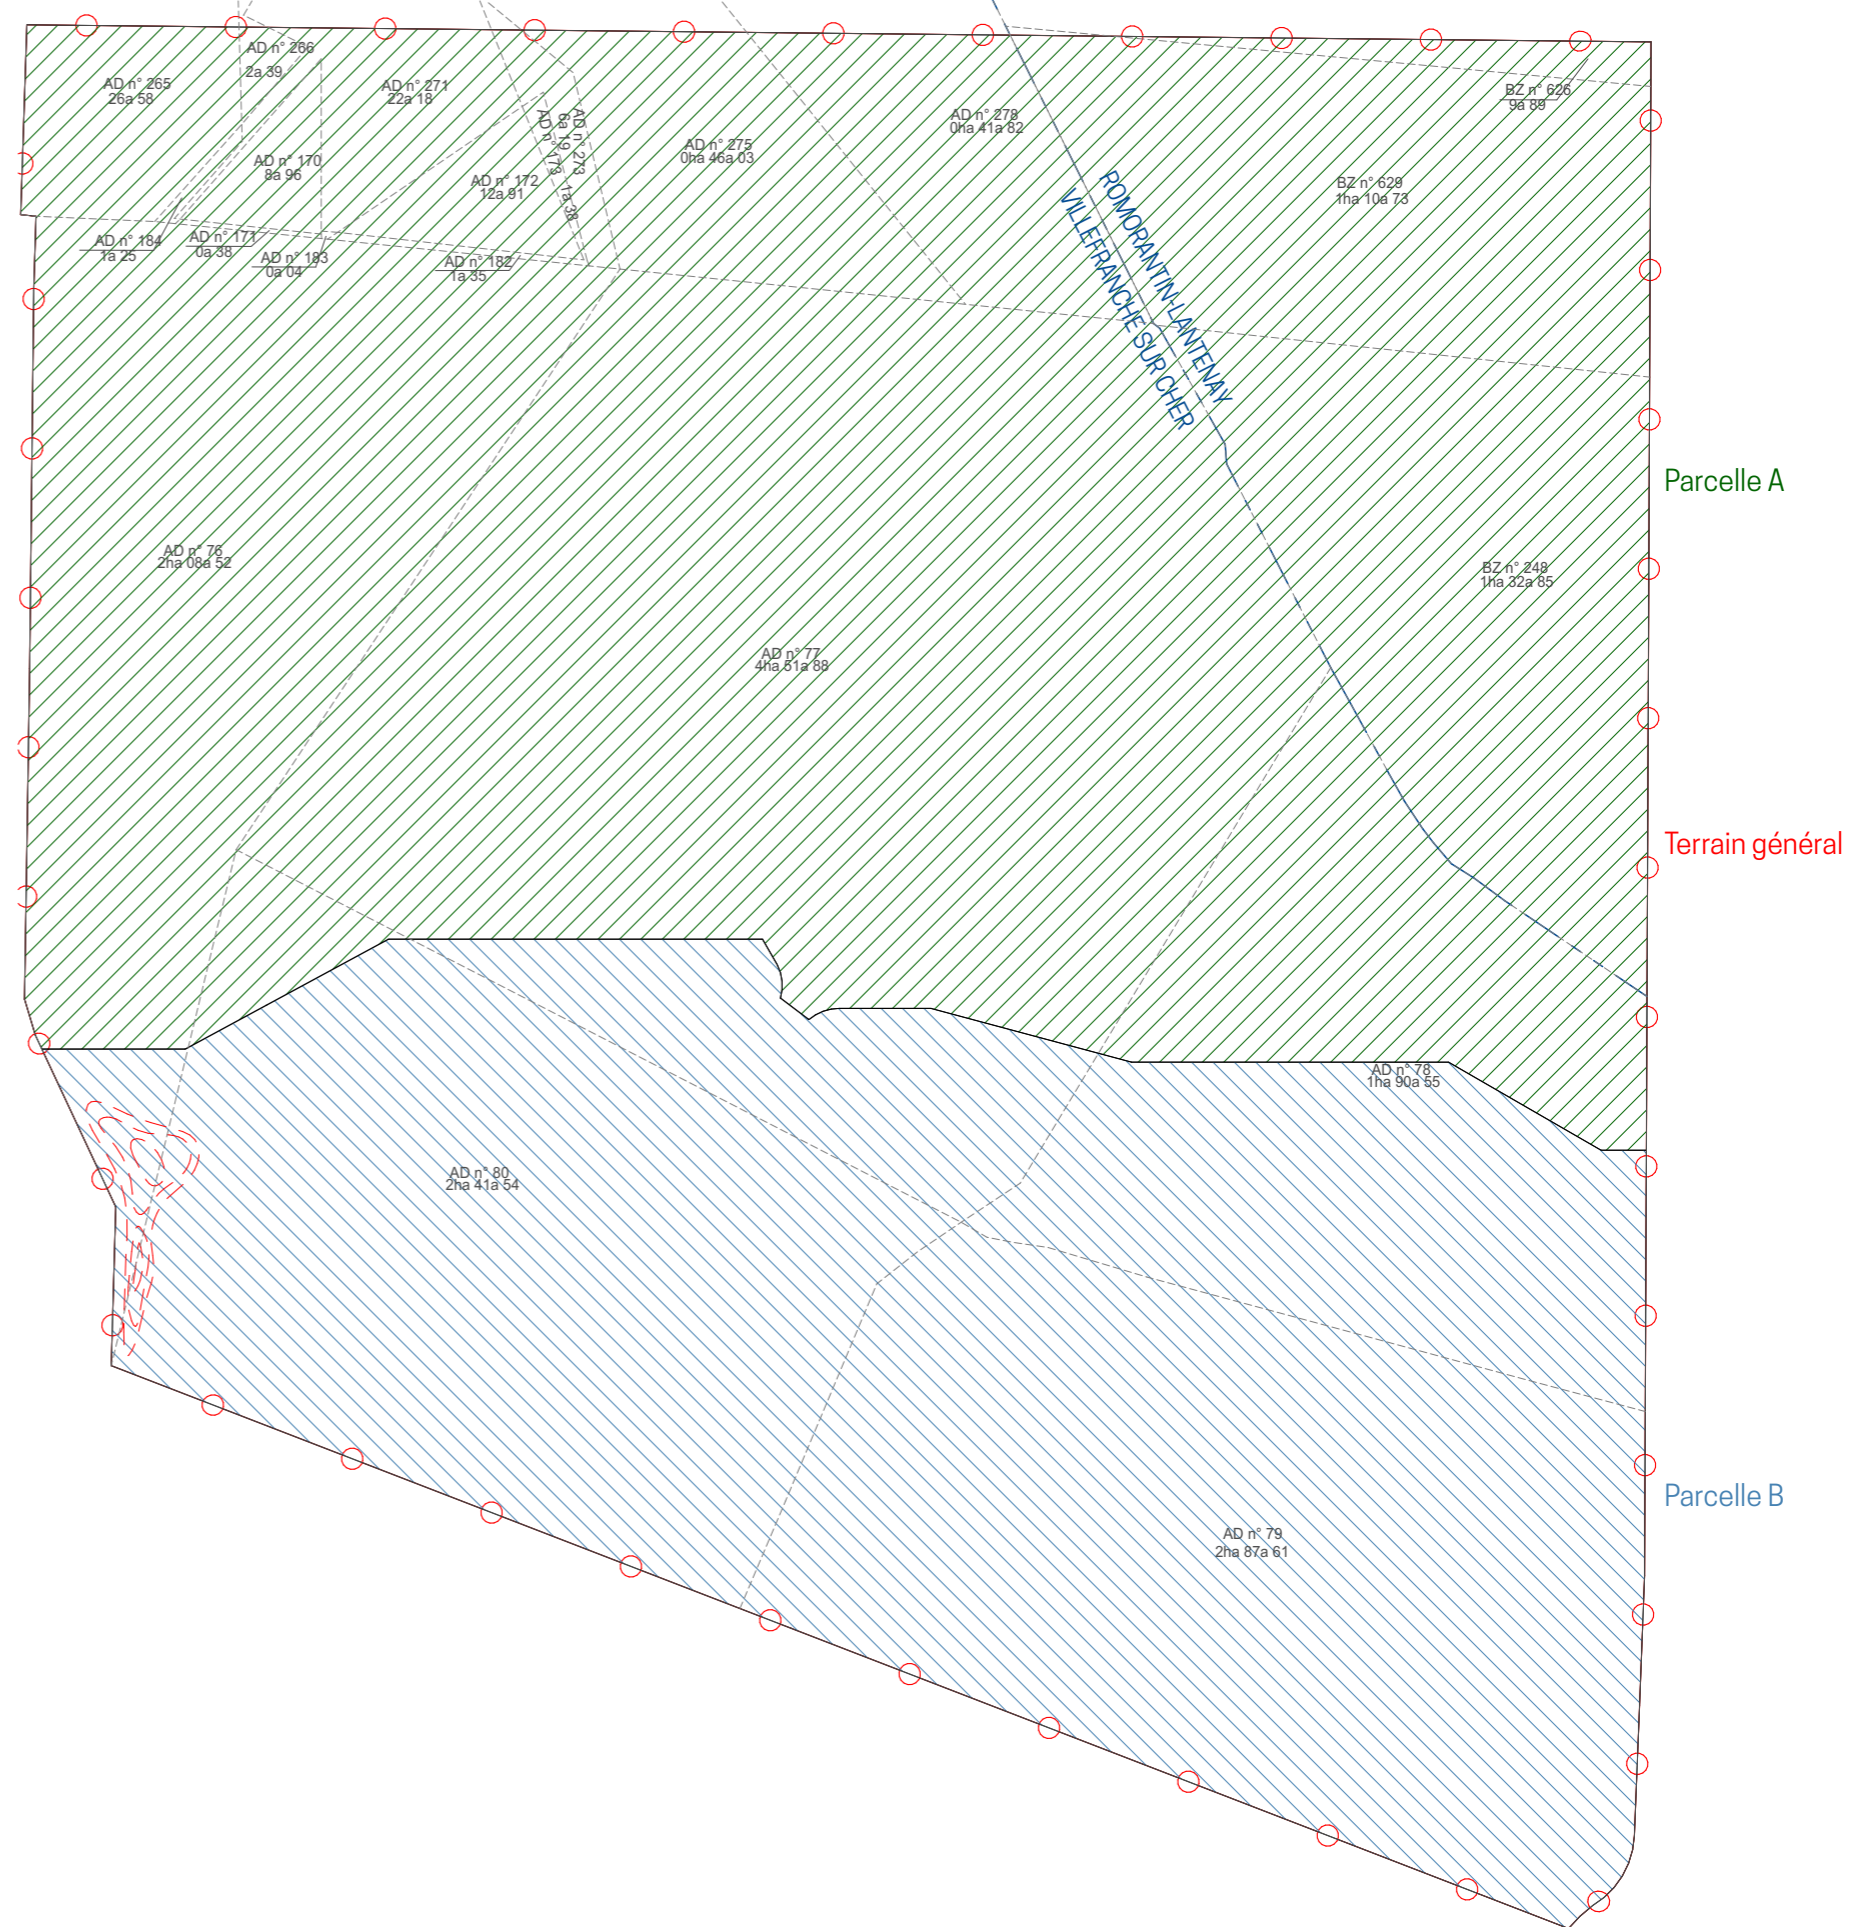 AD n° 266
2a 39
AD n° 265
26a 58
AD n° 271
22a 18
BZ n° 626
9a 89
AD n° 278
0ha 41a 82
AD n° 273
6a 19
AD n° 173
1a 38
AD n° 275
0ha 46a 03
AD n° 170
8a 96
AD n° 172
12a 91
BZ n° 629
1ha 10a 73
ROMORANTIN-LANTENAY
VILLEFRANCHE SUR CHER
AD n° 184
1a 25
AD n° 171
0a 38
AD n° 183
0a 04
AD n° 182
1a 35
Parcelle A
AD n° 76
2ha 08a 52
BZ n° 248
1ha 32a 85
AD n° 77
4ha 51a 88
Terrain général
AD n° 78
1ha 90a 55
AD n° 80
2ha 41a 54
Parcelle B
AD n° 79
2ha 87a 61